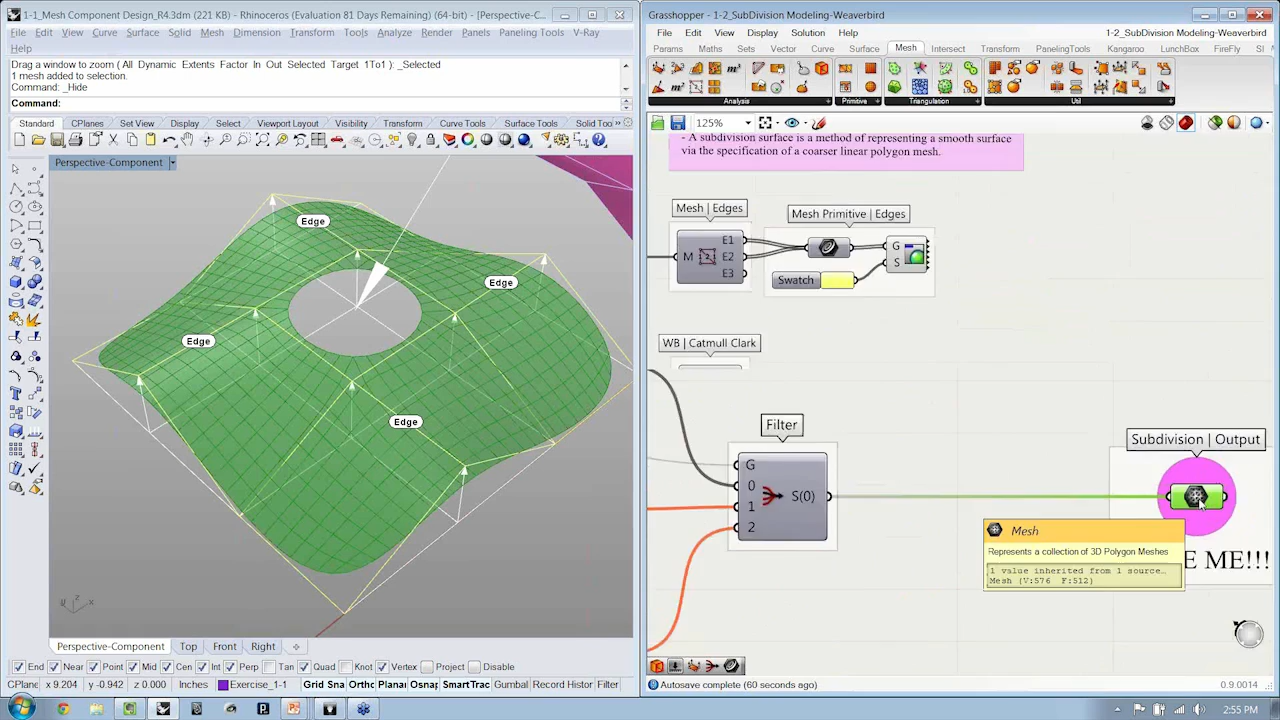 1-1_Mesh Component Design_R4.3dm (221 KB) - Rhinoceros (Evaluation 81 Days Remaining) (64-bit) - [Perspective-C...
File Edit View Curve Surface Solid Mesh Dimension Transform Tools Analyze Render Panels Paneling Tools V-Ray
Help
Drag a window to zoom ( All Dynamic Extents Factor In Out Selected Target 1To1 ): _Selected
1 mesh added to selection.
Command: _Hide
Command:
Standard CPlanes Set View Display Select Viewport Layout Visibility Transform Curve Tools Surface Tools Solid Too
Perspective-Component
Edge
Edge
Edge
Edge
z
y x
Perspective-Component Top Front Right
End Near Point Mid Cen Int Perp Tan Quad Knot Vertex Project Disable
CPlane x 9.204 y -0.942 z 0.000 Inches Exercise_1-1 Grid Sna Ortho Planar Osnap SmartTrac Gumbal Record Histor Filter
Grasshopper - 1-2_SubDivision Modeling-Weaverbird
File Edit View Display Solution Help
1-2_SubDivision Modeling-Weaverbird
Params Maths Sets Vector Curve Surface Mesh Intersect Transform PanelingTools Kangaroo LunchBox FireFly
Analysis Primitive Triangulation Util
125%
- A subdivision surface is a method of representing a smooth surface
via the specification of a coarser linear polygon mesh.
Mesh | Edges
Mesh Primitive | Edges
M
E1
E2
E3
G
S
Swatch
WB | Catmull Clark
Filter
G
0
1
2
S(0)
Subdivision | Output
E ME!!!
Mesh
Represents a collection of 3D Polygon Meshes
1 value inherited from 1 source...
Mesh (V:576 F:512)
Autosave complete (60 seconds ago)
0.9.0014
2:55 PM